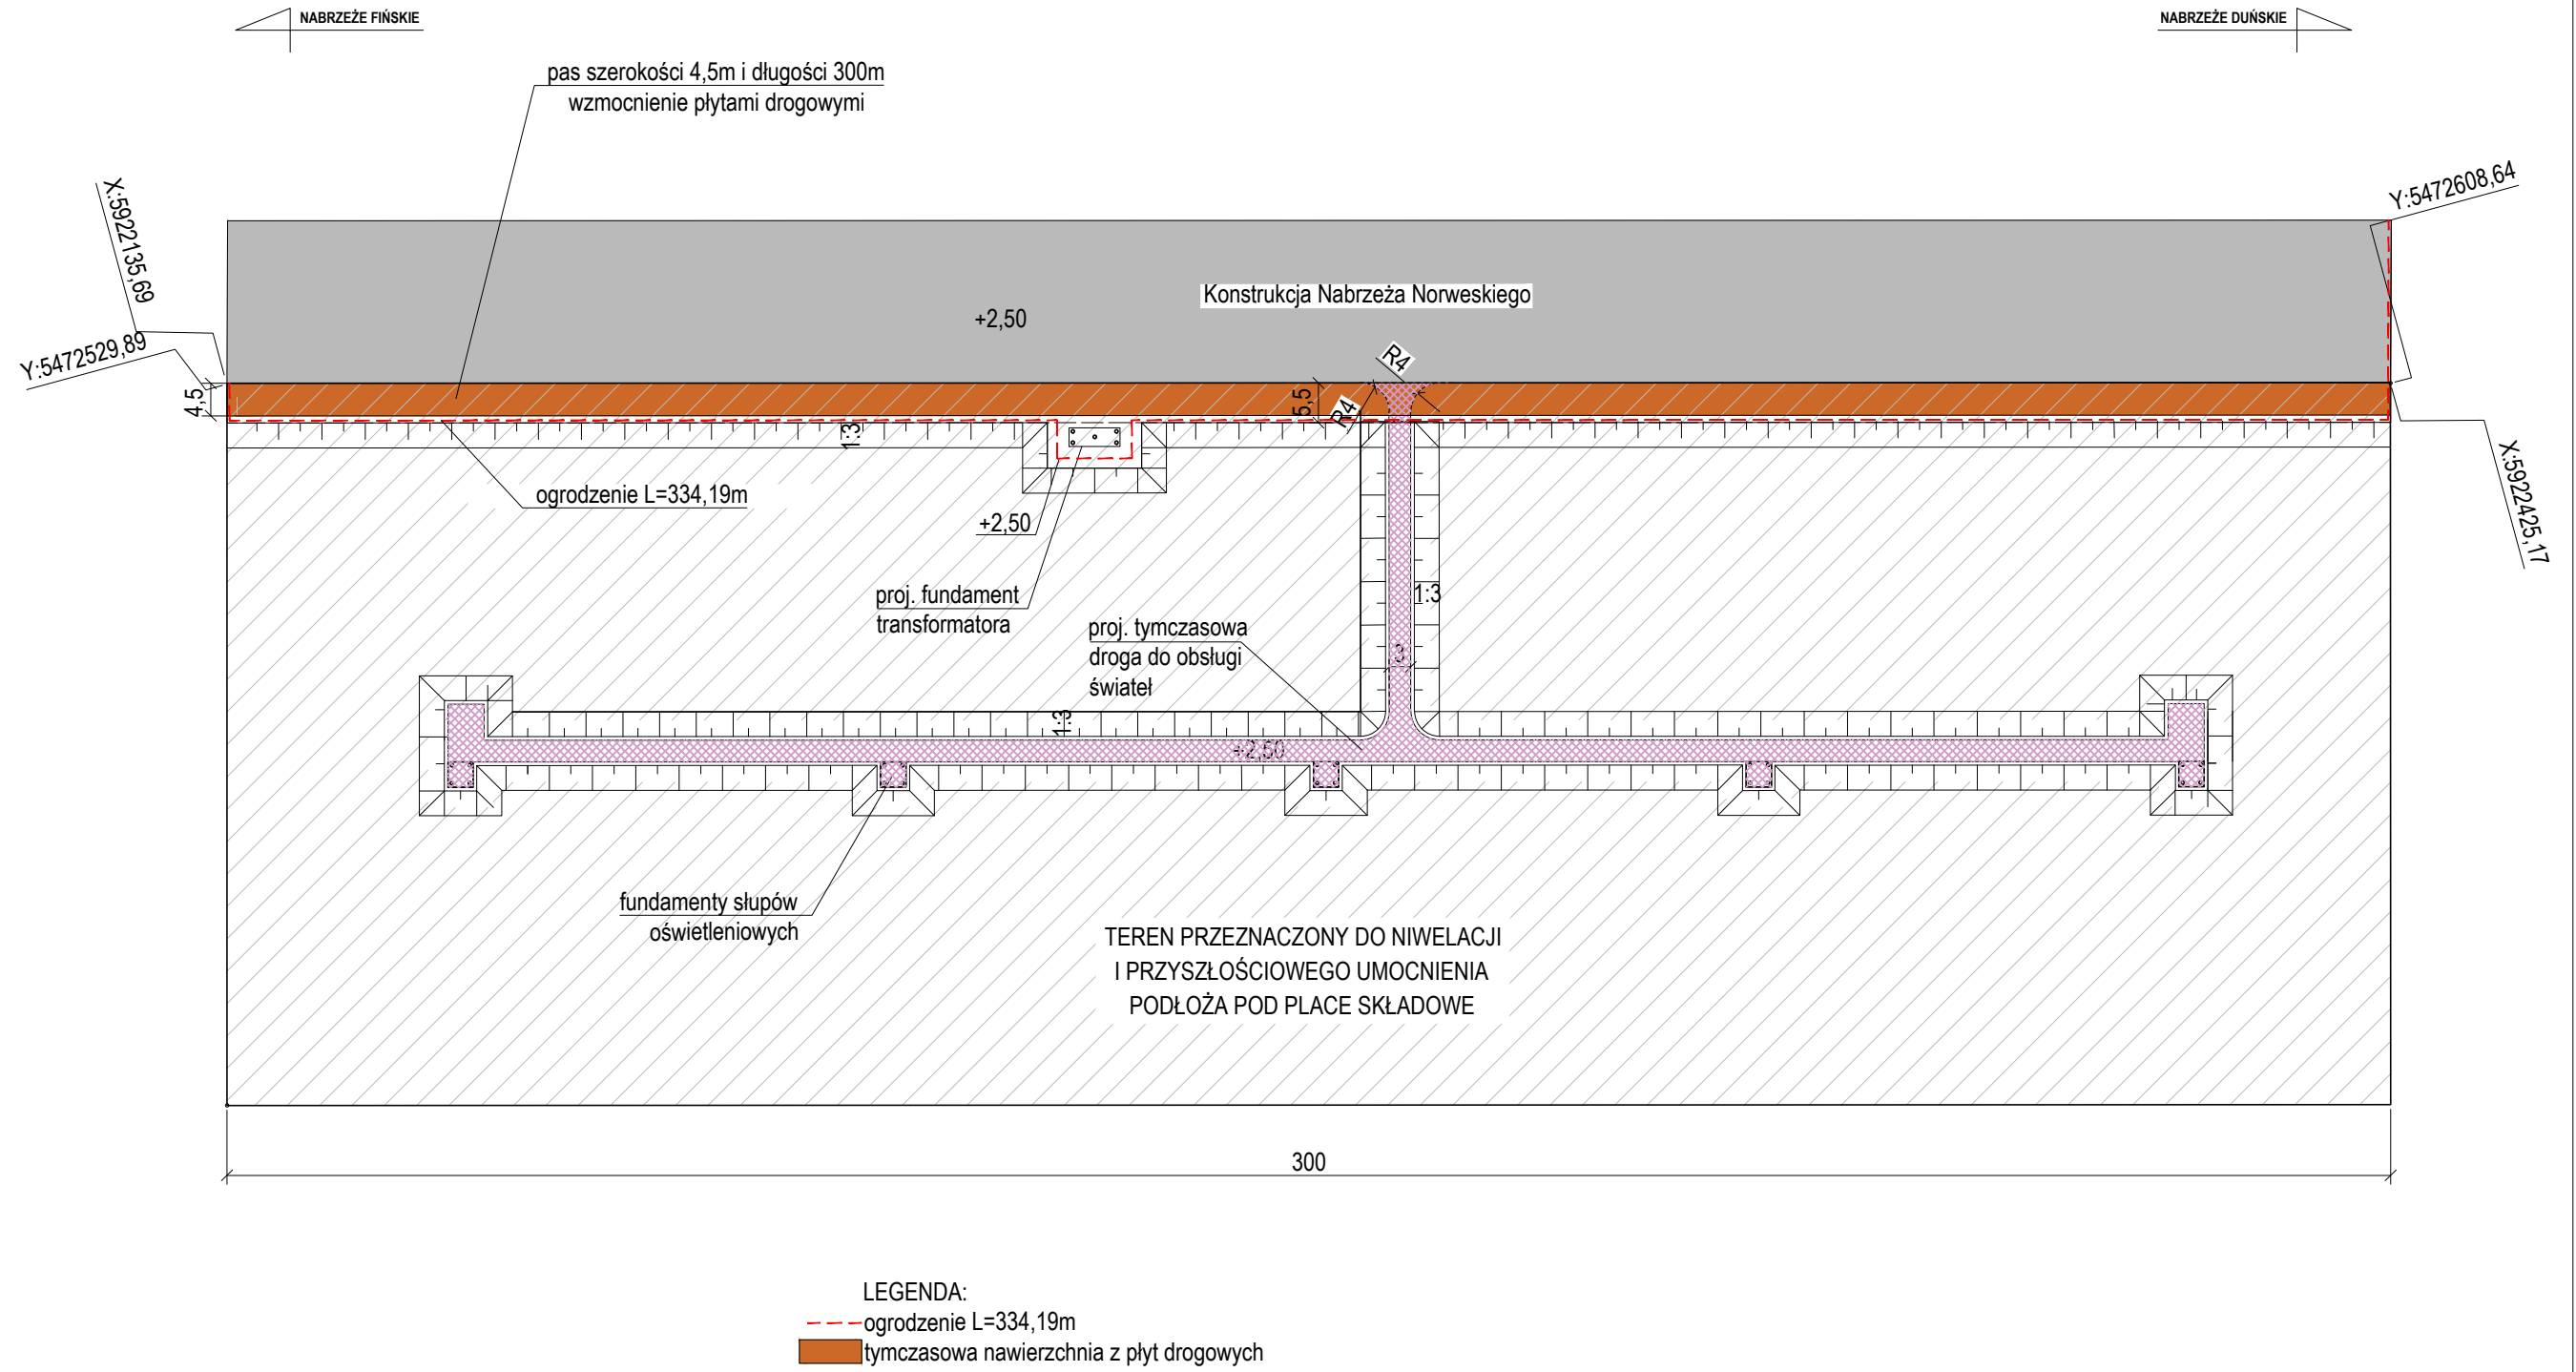 NABRZEŻE FIŃSKIE
NABRZEŻE DUŃSKIE
pas szerokości 4,5m i długości 300m
wzmocnienie płytami drogowymi
X:5922135,69
Y:5472529,89
Y:5472608,64
X:5922425,17
Konstrukcja Nabrzeża Norweskiego
+2,50
R4
R4
4,5
5,5
1:3
ogrodzenie L=334,19m
+2,50
proj. fundament
transformatora
1:3
proj. tymczasowa
droga do obsługi
świateł
3
1:3
+2,50
fundamenty słupów
oświetleniowych
TEREN PRZEZNACZONY DO NIWELACJI
I PRZYSZŁOŚCIOWEGO UMOCNIENIA
PODŁOŻA POD PLACE SKŁADOWE
300
LEGENDA:
ogrodzenie L=334,19m
tymczasowa nawierzchnia z płyt drogowych